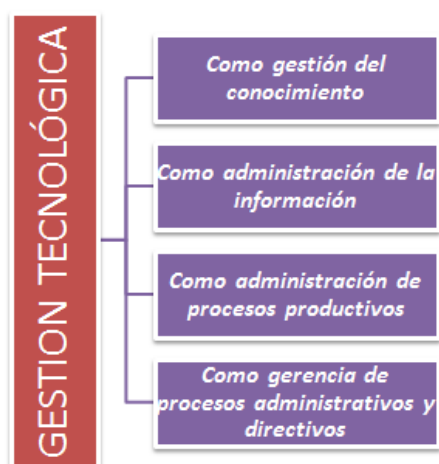 GESTION TECNOLÓGICA
Como gestión del
conocimiento
Como administración de la
información
Como administración de
procesos productivos
Como gerencia de
procesos administrativos y
directivos